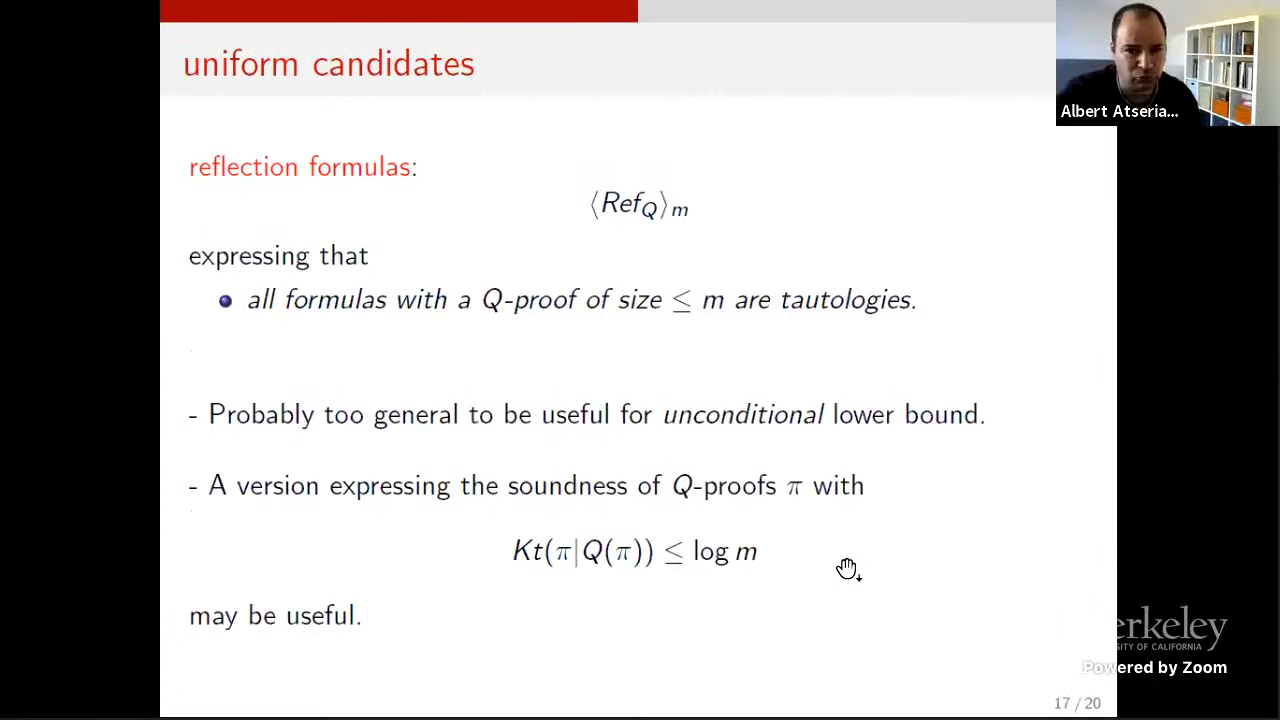 uniform candidates
Albert Atseria...
reflection formulas:
⟨Ref_Q⟩_m
expressing that
all formulas with a Q-proof of size ≤ m are tautologies.
- Probably too general to be useful for unconditional lower bound.
- A version expressing the soundness of Q-proofs π with
Kt(π|Q(π)) ≤ log m
may be useful.
erkeley
SITY OF CALIFORNIA
Powered by Zoom
17 / 20